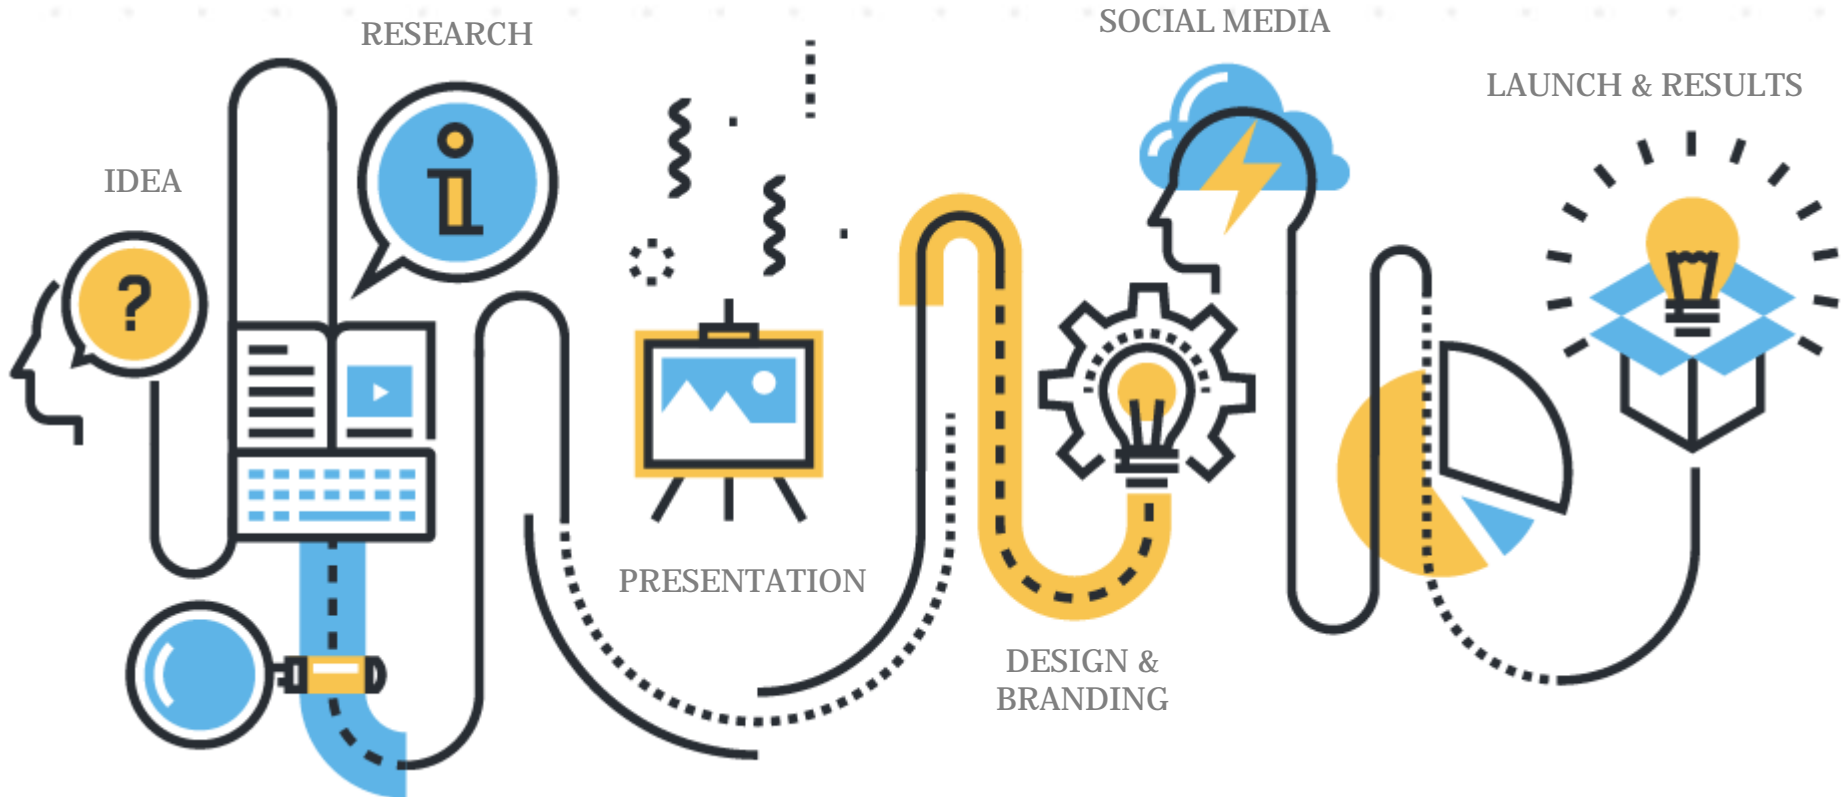 IDEA
?
RESEARCH
i
PRESENTATION
DESIGN &
BRANDING
SOCIAL MEDIA
LAUNCH & RESULTS